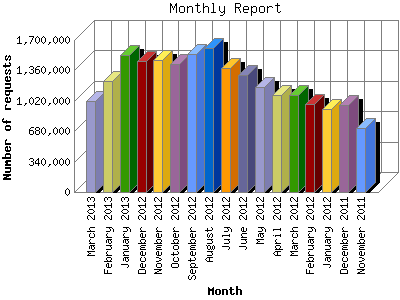 Monthly Report
Number of requests
1,700,000
1,360,000
1,020,000
680,000
340,000
0
March 2013
February 2013
January 2013
December 2012
November 2012
October 2012
September 2012
August 2012
July 2012
June 2012
May 2012
April 2012
March 2012
February 2012
January 2012
December 2011
November 2011
Month